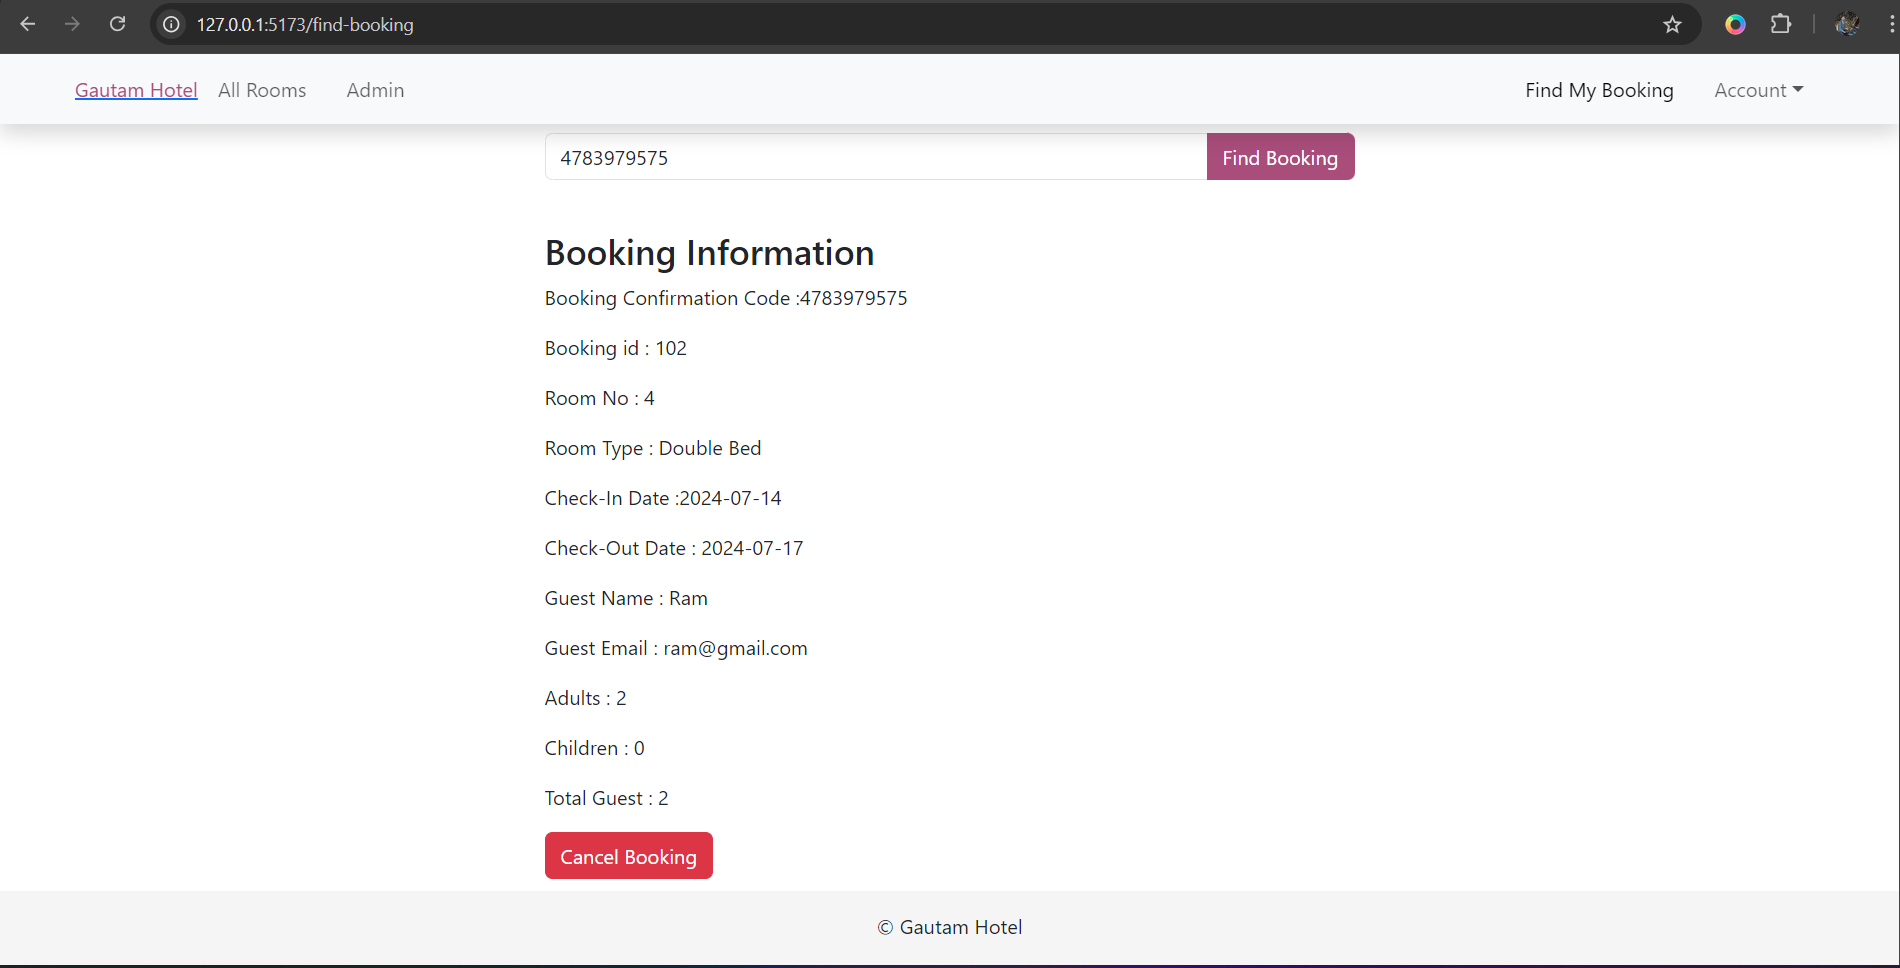 127.0.0.1:5173/find-booking
Gautam Hotel All Rooms Admin Find My Booking Account
4783979575 Find Booking
Booking Information
Booking Confirmation Code :4783979575
Booking id : 102
Room No : 4
Room Type : Double Bed
Check-In Date :2024-07-14
Check-Out Date : 2024-07-17
Guest Name : Ram
Guest Email : ram@gmail.com
Adults : 2
Children : 0
Total Guest : 2
Cancel Booking
© Gautam Hotel